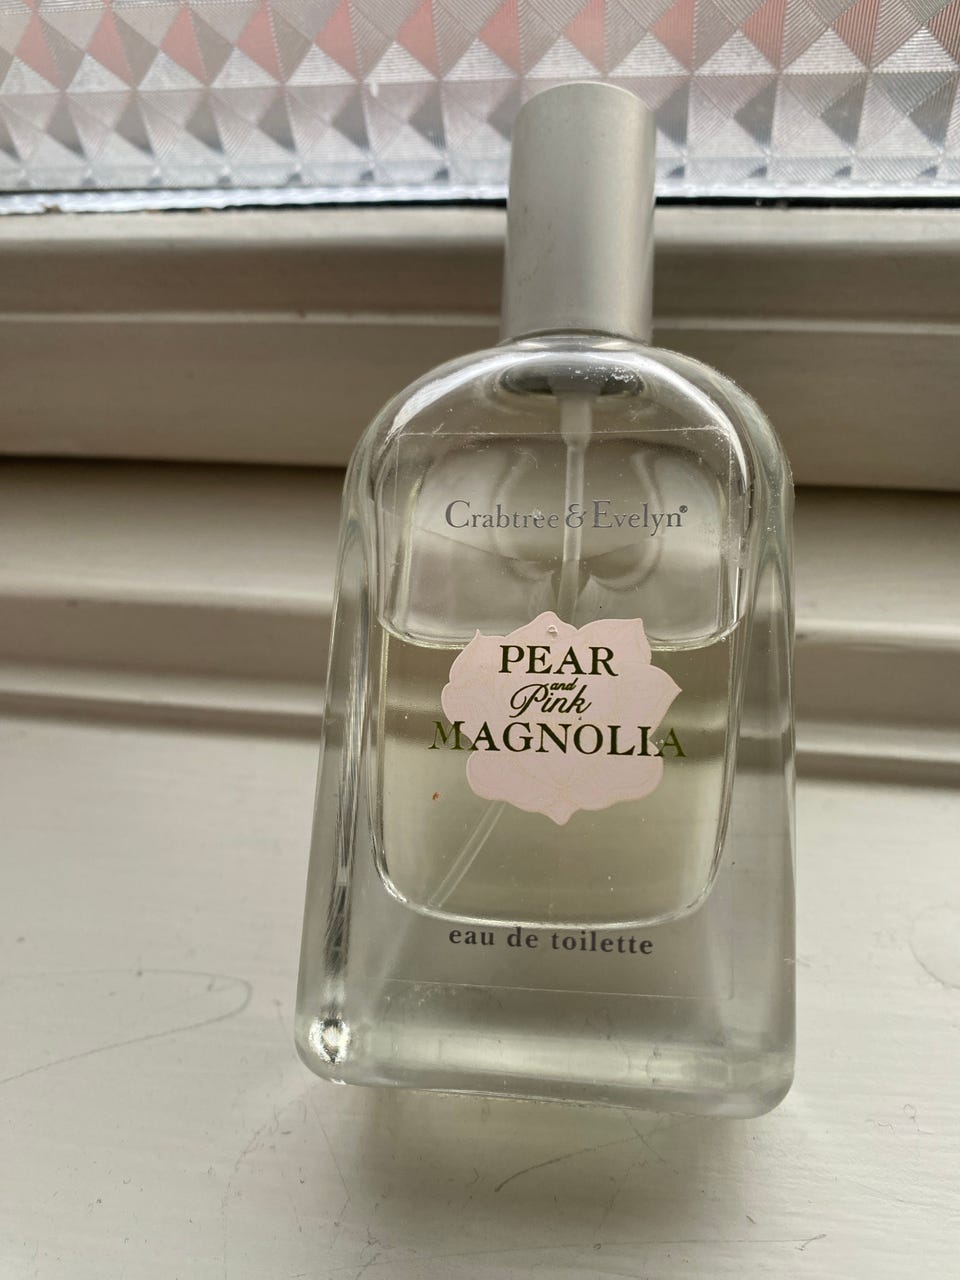 Crabtree & Evelyn®
PEAR
and
Pink
MAGNOLIA
eau de toilette